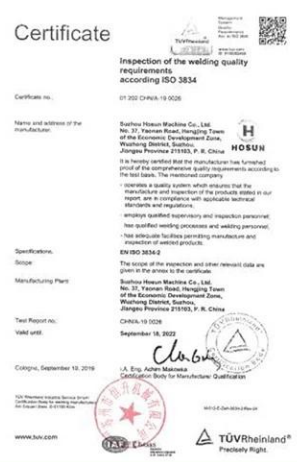 Certificate
TÜVRheinland
Inspection of the welding quality
requirements
according ISO 3834
Certificate no.:
01 202 CHN/A-19 0026
Name and address of the
manufacturer:
Suzhou Hosun Machine Co., Ltd.
No. 37, Yaonan Road, Hengjing Town
of the Economic Development Zone,
Wuzhong District, Suzhou,
Jiangsu Province 215103, P. R. China
HOSUN
It is hereby certified that the manufacturer has furnished
proof of the comprehensive quality requirements according to
the test basis. The mentioned company
- operates a quality system which ensures that the
manufacture and inspection of the products stated in our
report, are in compliance with applicable technical
standards and regulations;
- employs qualified supervisory and inspection personnel;
- has qualified welding processes and welding personnel;
- has adequate facilities permitting manufacture and
inspection of welded products.
Specifications:
EN ISO 3834-2
Scope
The scope of the inspection and other relevant data are
given in the annex to the certificate.
Manufacturing Plant
Suzhou Hosun Machine Co., Ltd.
No. 37, Yaonan Road, Hengjing Town
of the Economic Development Zone,
Wuzhong District, Suzhou,
Jiangsu Province 215103, P. R. China
Test Report no.:
CHN/A-19 0026
Valid until:
September 18, 2022
Cologne, September 19, 2019
i.A. Eng. Achim Makowka
Certification Body for Manufacturer Qualification
www.tuv.com
IAF
TÜVRheinland®
Precisely Right.